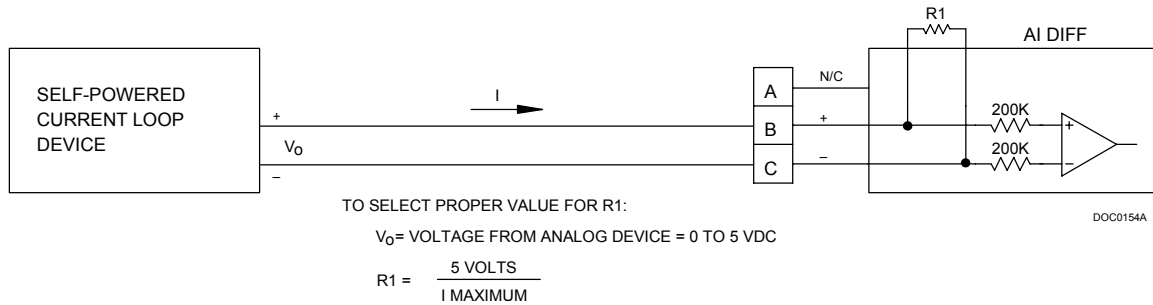 R1
AI DIFF
SELF-POWERED
CURRENT LOOP
DEVICE
+
Vo
–
I
A
B
C
N/C
+
–
200K
200K
+
–
DOC0154A
TO SELECT PROPER VALUE FOR R1:
Vo= VOLTAGE FROM ANALOG DEVICE = 0 TO 5 VDC
R1 = 5 VOLTS
I MAXIMUM